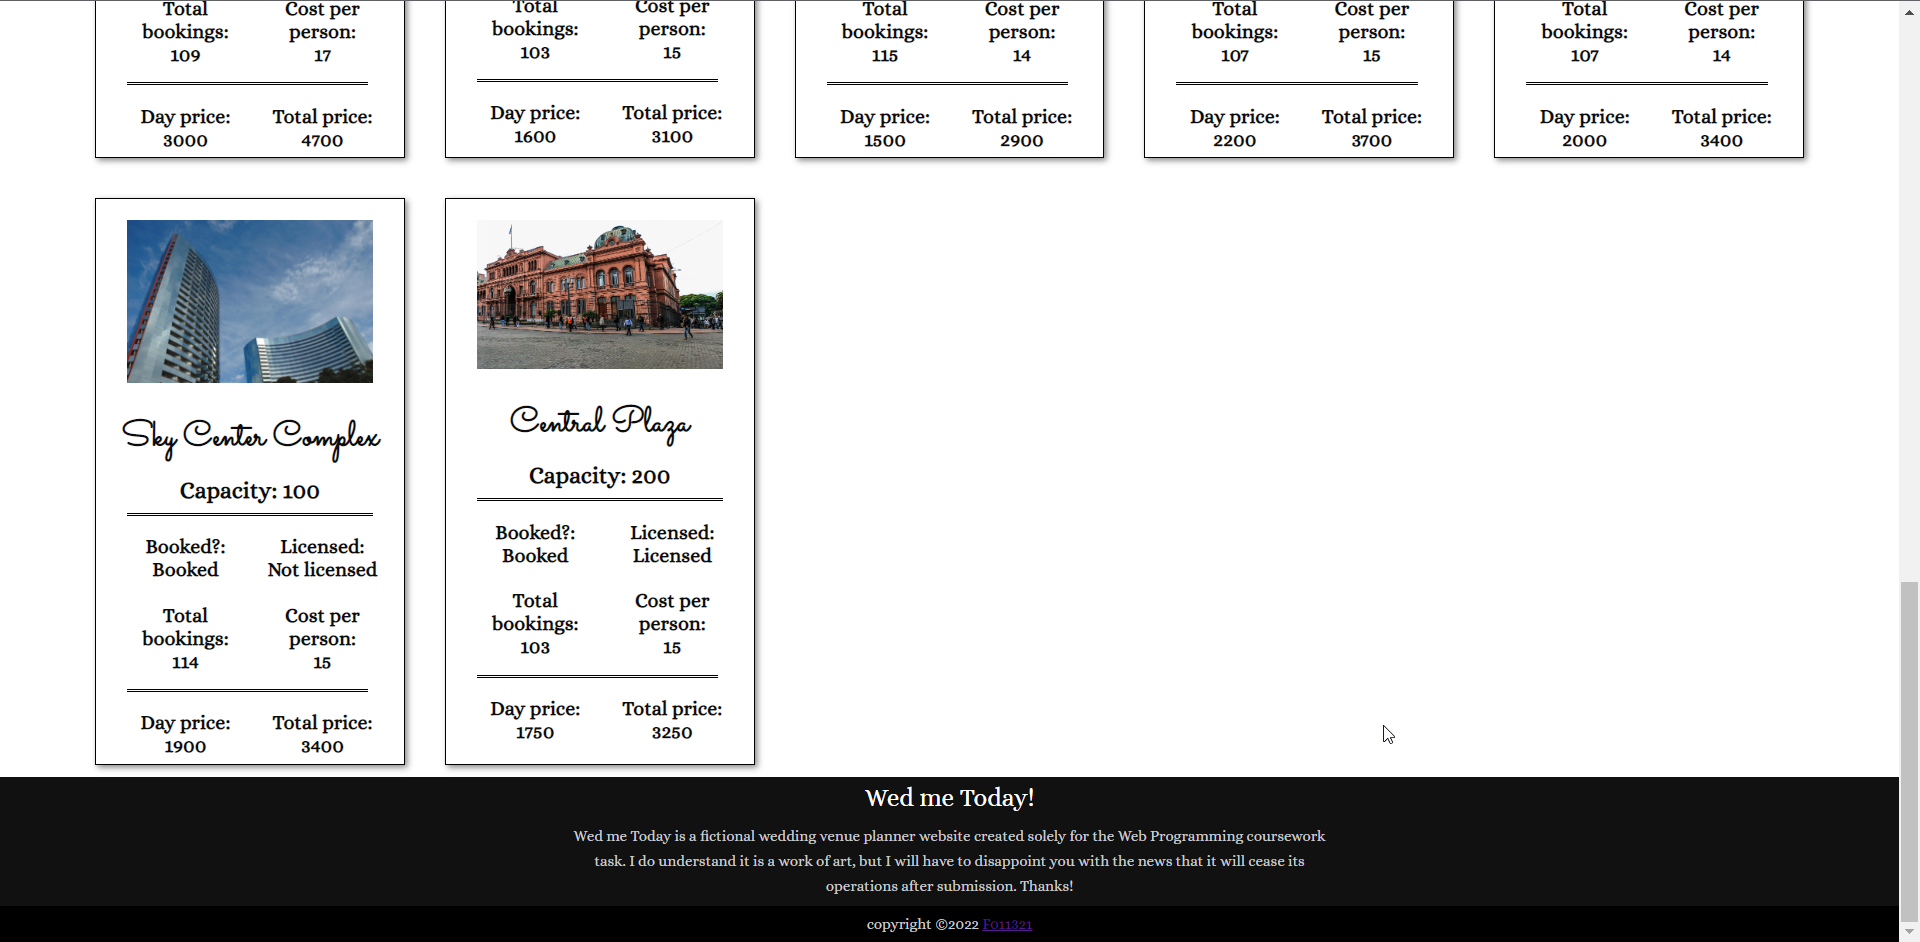 Total
bookings:
109
Cost per
person:
17
Day price:
3000
Total price:
4700
Total
bookings:
103
Cost per
person:
15
Day price:
1600
Total price:
3100
Total
bookings:
115
Cost per
person:
14
Day price:
1500
Total price:
2900
Total
bookings:
107
Cost per
person:
15
Day price:
2200
Total price:
3700
Total
bookings:
107
Cost per
person:
14
Day price:
2000
Total price:
3400
Sky Center Complex
Capacity: 100
Booked?:
Booked
Licensed:
Not licensed
Total
bookings:
114
Cost per
person:
15
Day price:
1900
Total price:
3400
Central Plaza
Capacity: 200
Booked?:
Booked
Licensed:
Licensed
Total
bookings:
103
Cost per
person:
15
Day price:
1750
Total price:
3250
Wed me Today!
Wed me Today is a fictional wedding venue planner website created solely for the Web Programming coursework
task. I do understand it is a work of art, but I will have to disappoint you with the news that it will cease its
operations after submission. Thanks!
copyright ©2022 F011321